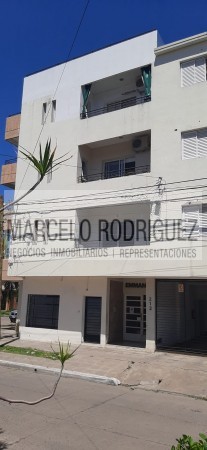 MARCELO RODRIGUEZ
NEGOCIOS INMOBILIARIOS | REPRESENTACIONES